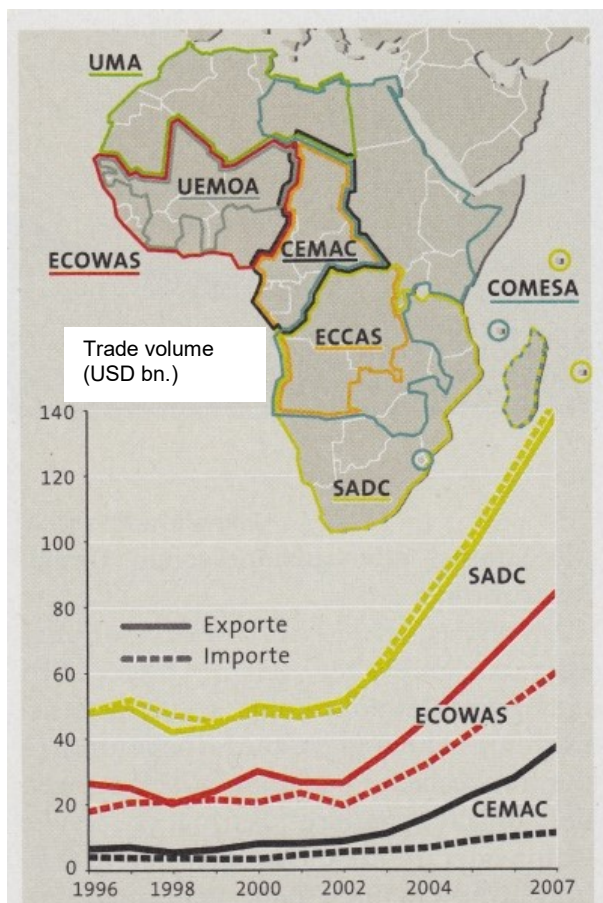 UMA
UEMOA
ECOWAS
CEMAC
COMESA
ECCAS
Trade volume
(USD bn.)
SADC
140
120
100
80
60
40
20
0
Exporte
Importe
SADC
ECOWAS
CEMAC
1996 1998 2000 2002 2004 2007